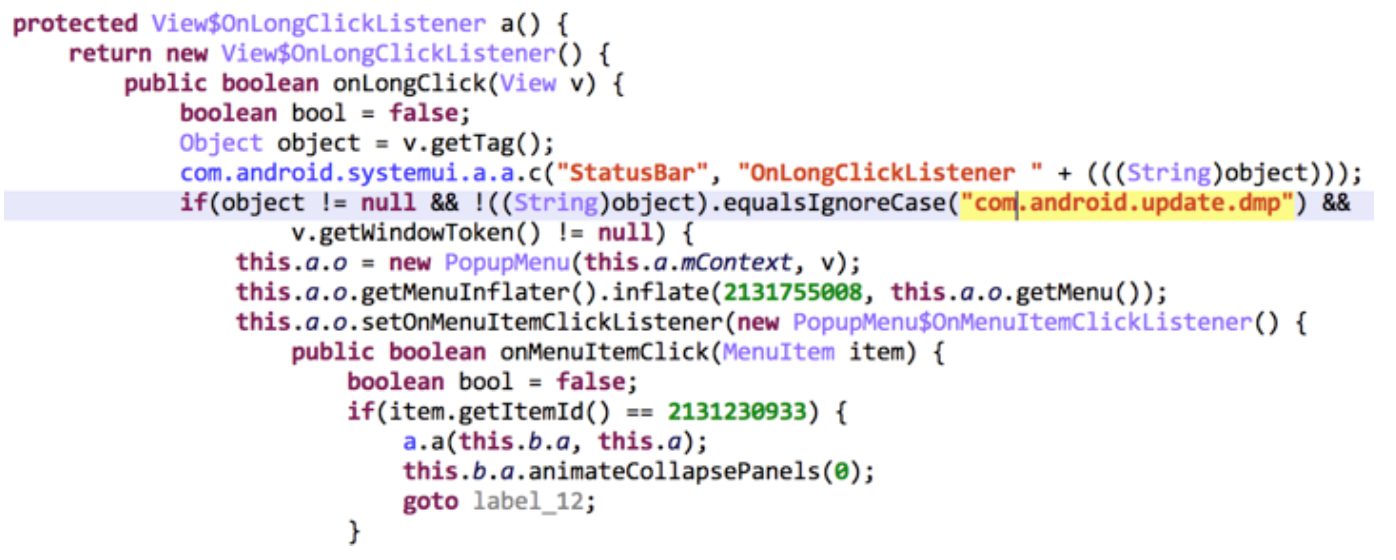 protected View$OnLongClickListener a() {
    return new View$OnLongClickListener() {
        public boolean onLongClick(View v) {
            boolean bool = false;
            Object object = v.getTag();
            com.android.systemui.a.a.c("StatusBar", "OnLongClickListener " + (((String)object)));
            if(object != null && !((String)object).equalsIgnoreCase("com.android.update.dmp") &&
                    v.getWindowToken() != null) {
                this.a.o = new PopupMenu(this.a.mContext, v);
                this.a.o.getMenuInflater().inflate(2131755008, this.a.o.getMenu());
                this.a.o.setOnMenuItemClickListener(new PopupMenu$OnMenuItemClickListener() {
                    public boolean onMenuItemClick(MenuItem item) {
                        boolean bool = false;
                        if(item.getItemId() == 2131230933) {
                            a.a(this.b.a, this.a);
                            this.b.a.animateCollapsePanels(0);
                            goto label_12;
                        }